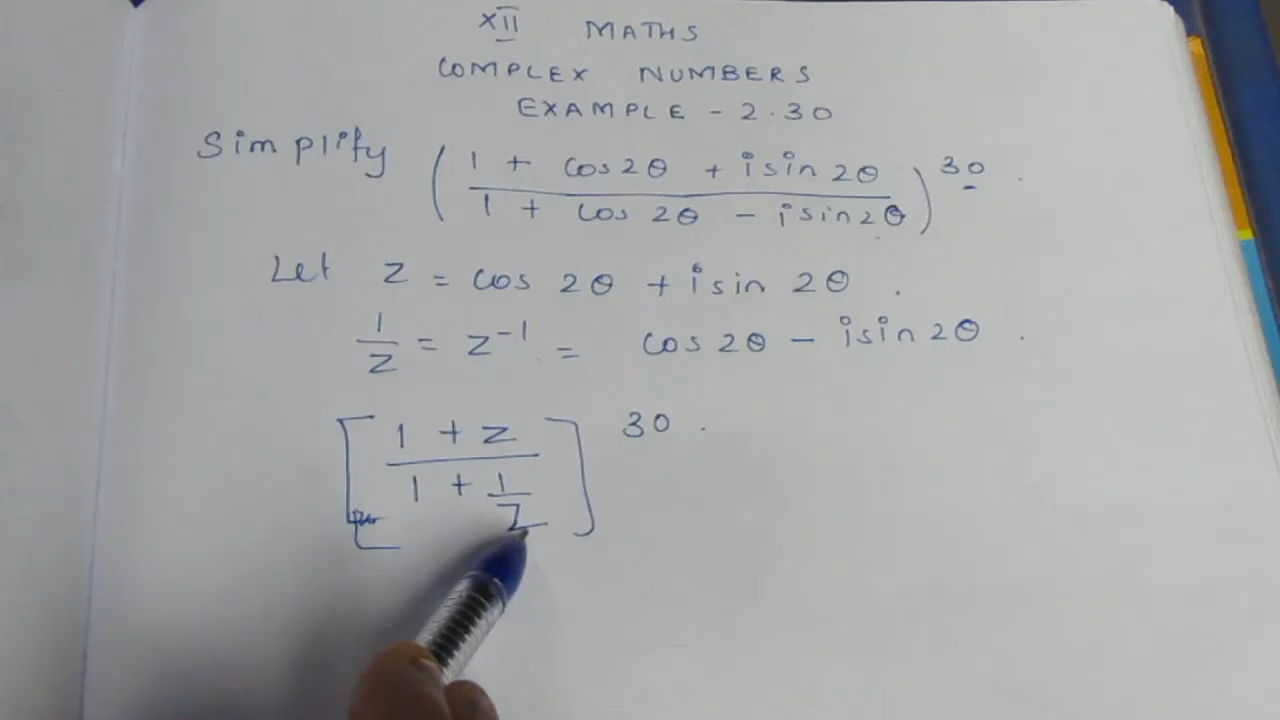 XII MATHS
COMPLEX NUMBERS
EXAMPLE - 2.30
Simplify ( 1 + cos 2θ + i sin 2θ / 1 + cos 2θ - i sin 2θ )^30 .
Let z = cos 2θ + i sin 2θ .
1/z = z^-1 = cos 2θ - i sin 2θ .
[ 1 + z / 1 + 1/z ]^30 .